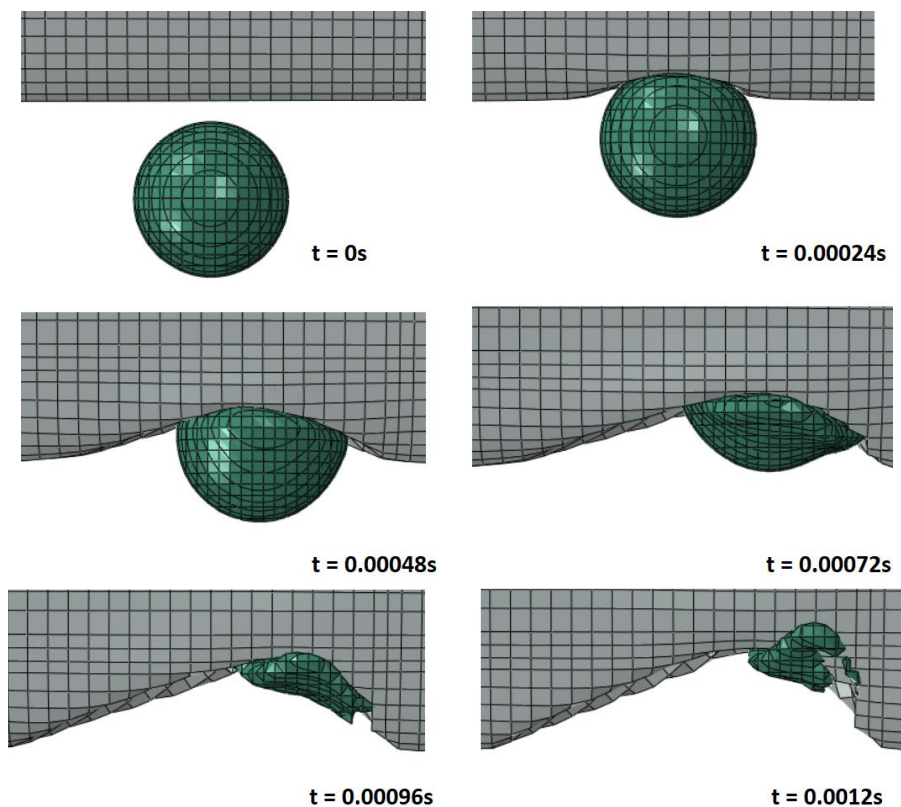 t = 0s
t = 0.00024s
t = 0.00048s
t = 0.00072s
t = 0.00096s
t = 0.0012s